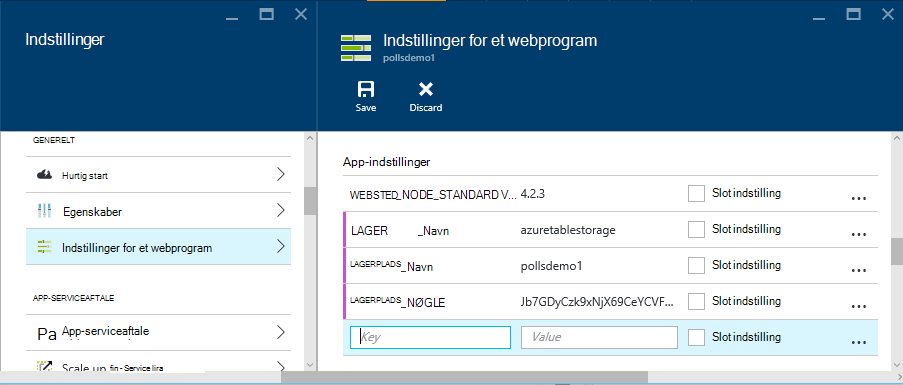 Indstillinger
GENERELT
Hurtig start
Egenskaber
Indstillinger for et webprogram
APP-SERVICEAFTALE
Pa App-serviceaftale
Scale up fin - Service lira
Indstillinger for et webprogram
pollsdemo1
Save Discard
App-indstillinger
WEBSTED_NODE_STANDARD V... 4.2.3 Slot indstilling ...
LAGER _Navn azuretablestorage Slot indstilling ...
LAGERPLADS_Navn pollsdemo1 Slot indstilling ...
LAGERPLADS_NØGLE Jb7GDyCzk9xNjX69CeYCVF... Slot indstilling ...
Key Value Slot indstilling ...